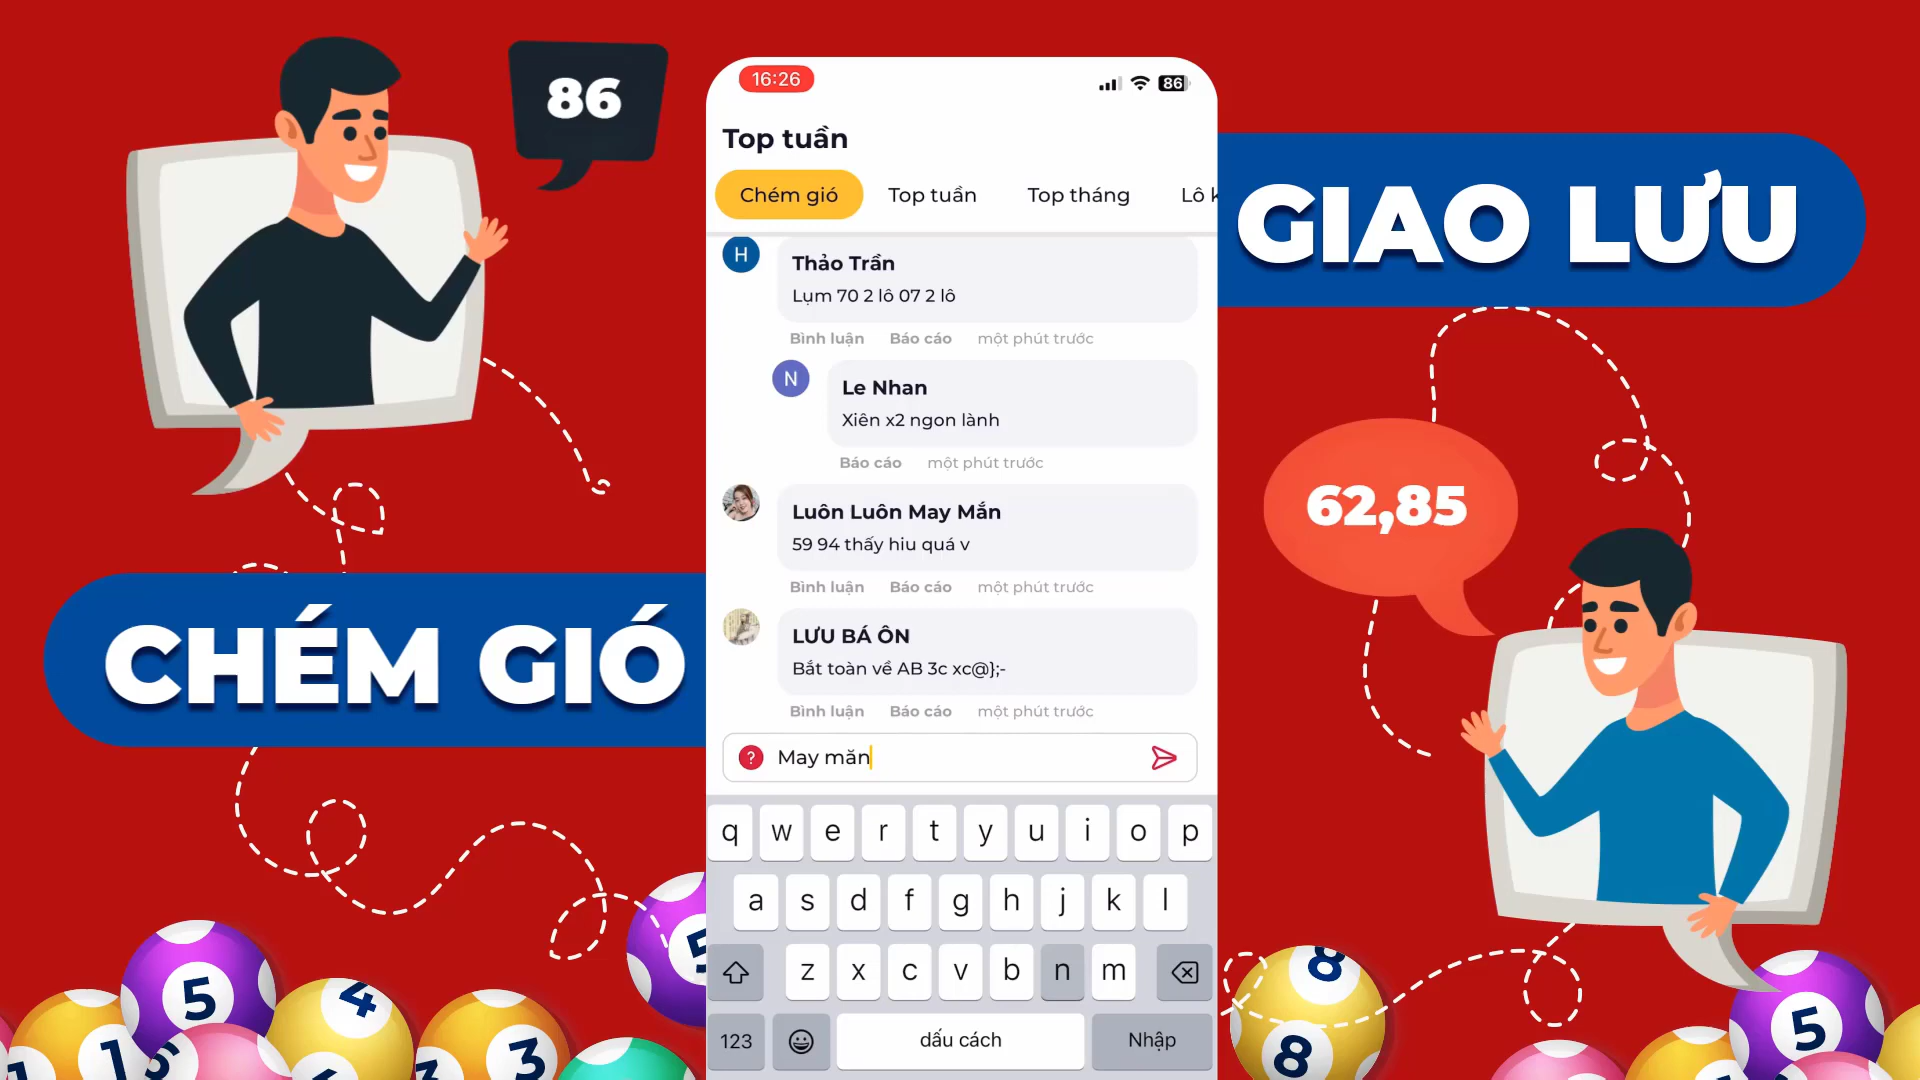 86
16:26
86
Top tuần
Chém gió
Top tuần
Top tháng
Lô k
GIAO LƯU
Thảo Trần
H
Lụm 70 2 lô 07 2 lô
Bình luận
Báo cáo
một phút trước
N
Le Nhan
Xiên x2 ngon lành
Báo cáo
một phút trước
Luôn Luôn May Mắn
59 94 thấy hiu quá v
Bình luận
Báo cáo
một phút trước
62,85
LƯU BÁ ÔN
Bắt toàn về AB 3c xc@};-
Bình luận
Báo cáo
một phút trước
CHÉM GIÓ
? May măn
q w e r t y u i o p
a s d f g h j k l
z x c v b n m
123
dấu cách
Nhập
5
4
1
5
3
5
8
8
5